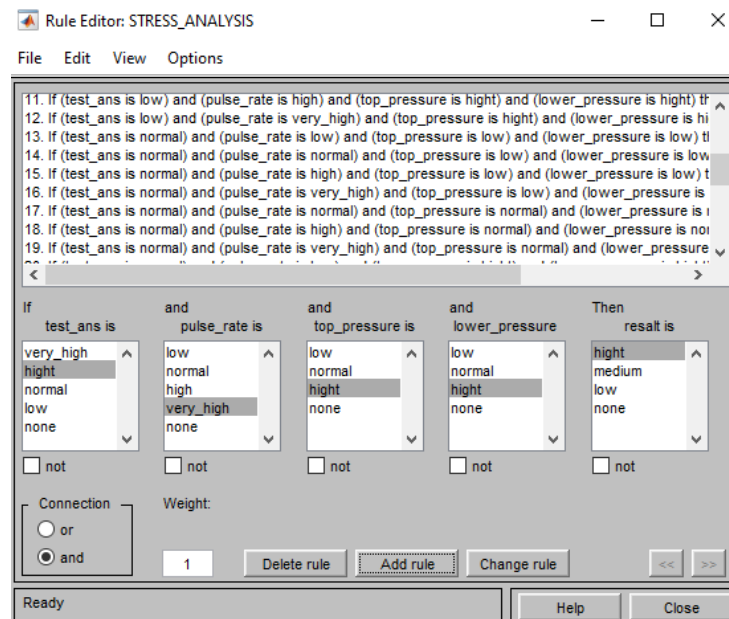 Rule Editor: STRESS_ANALYSIS
File Edit View Options
11. If (test_ans is low) and (pulse_rate is high) and (top_pressure is hight) and (lower_pressure is hight) th
12. If (test_ans is low) and (pulse_rate is very_high) and (top_pressure is hight) and (lower_pressure is hi
13. If (test_ans is normal) and (pulse_rate is low) and (top_pressure is low) and (lower_pressure is low) th
14. If (test_ans is normal) and (pulse_rate is normal) and (top_pressure is low) and (lower_pressure is low
15. If (test_ans is normal) and (pulse_rate is high) and (top_pressure is low) and (lower_pressure is low) t
16. If (test_ans is normal) and (pulse_rate is very_high) and (top_pressure is low) and (lower_pressure is
17. If (test_ans is normal) and (pulse_rate is normal) and (top_pressure is normal) and (lower_pressure is
18. If (test_ans is normal) and (pulse_rate is high) and (top_pressure is normal) and (lower_pressure is nor
19. If (test_ans is normal) and (pulse_rate is very_high) and (top_pressure is normal) and (lower_pressure
If and and and Then
test_ans is pulse_rate is top_pressure is lower_pressure resalt is
very_high low low low hight
hight normal normal normal medium
normal high hight hight low
low very_high none none none
none none
not not not not not
Connection Weight:
or
and 1 Delete rule Add rule Change rule << >>
Ready Help Close